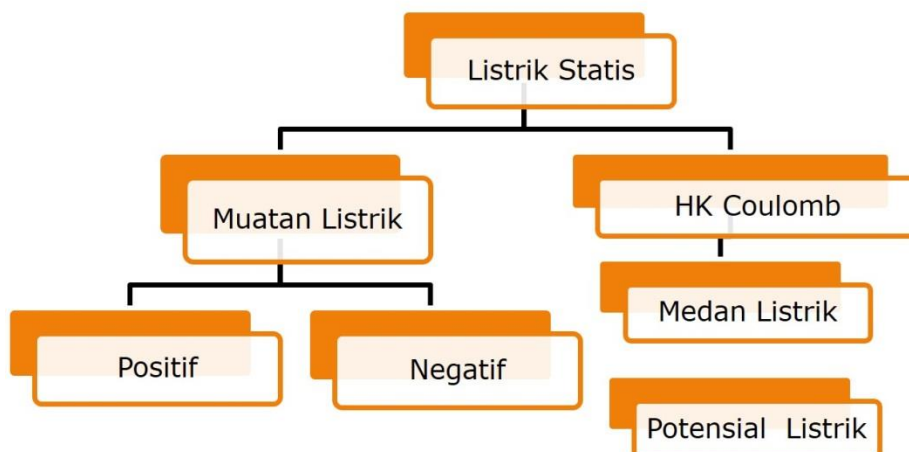 Listrik Statis
Muatan Listrik
HK Coulomb
Medan Listrik
Positif
Negatif
Potensial Listrik